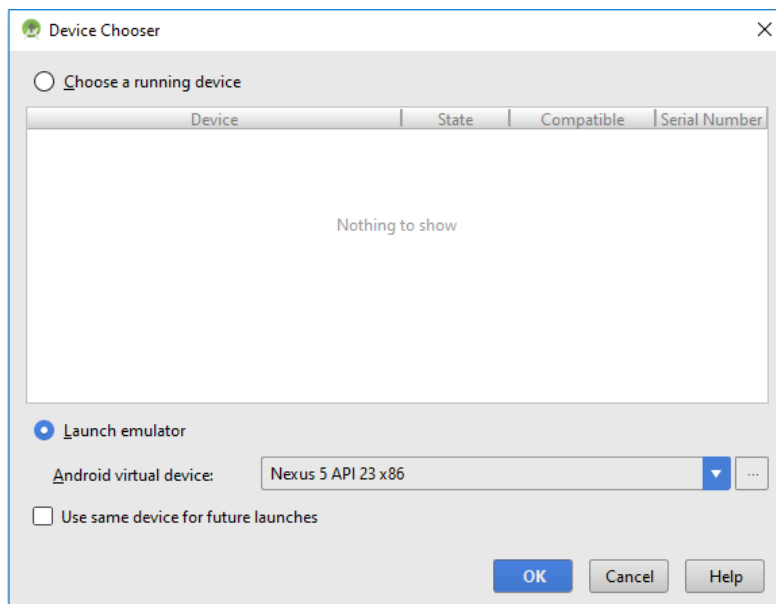 Device Chooser
Choose a running device
Device State Compatible Serial Number
Nothing to show
Launch emulator
Android virtual device: Nexus 5 API 23 x86 ...
Use same device for future launches
OK Cancel Help